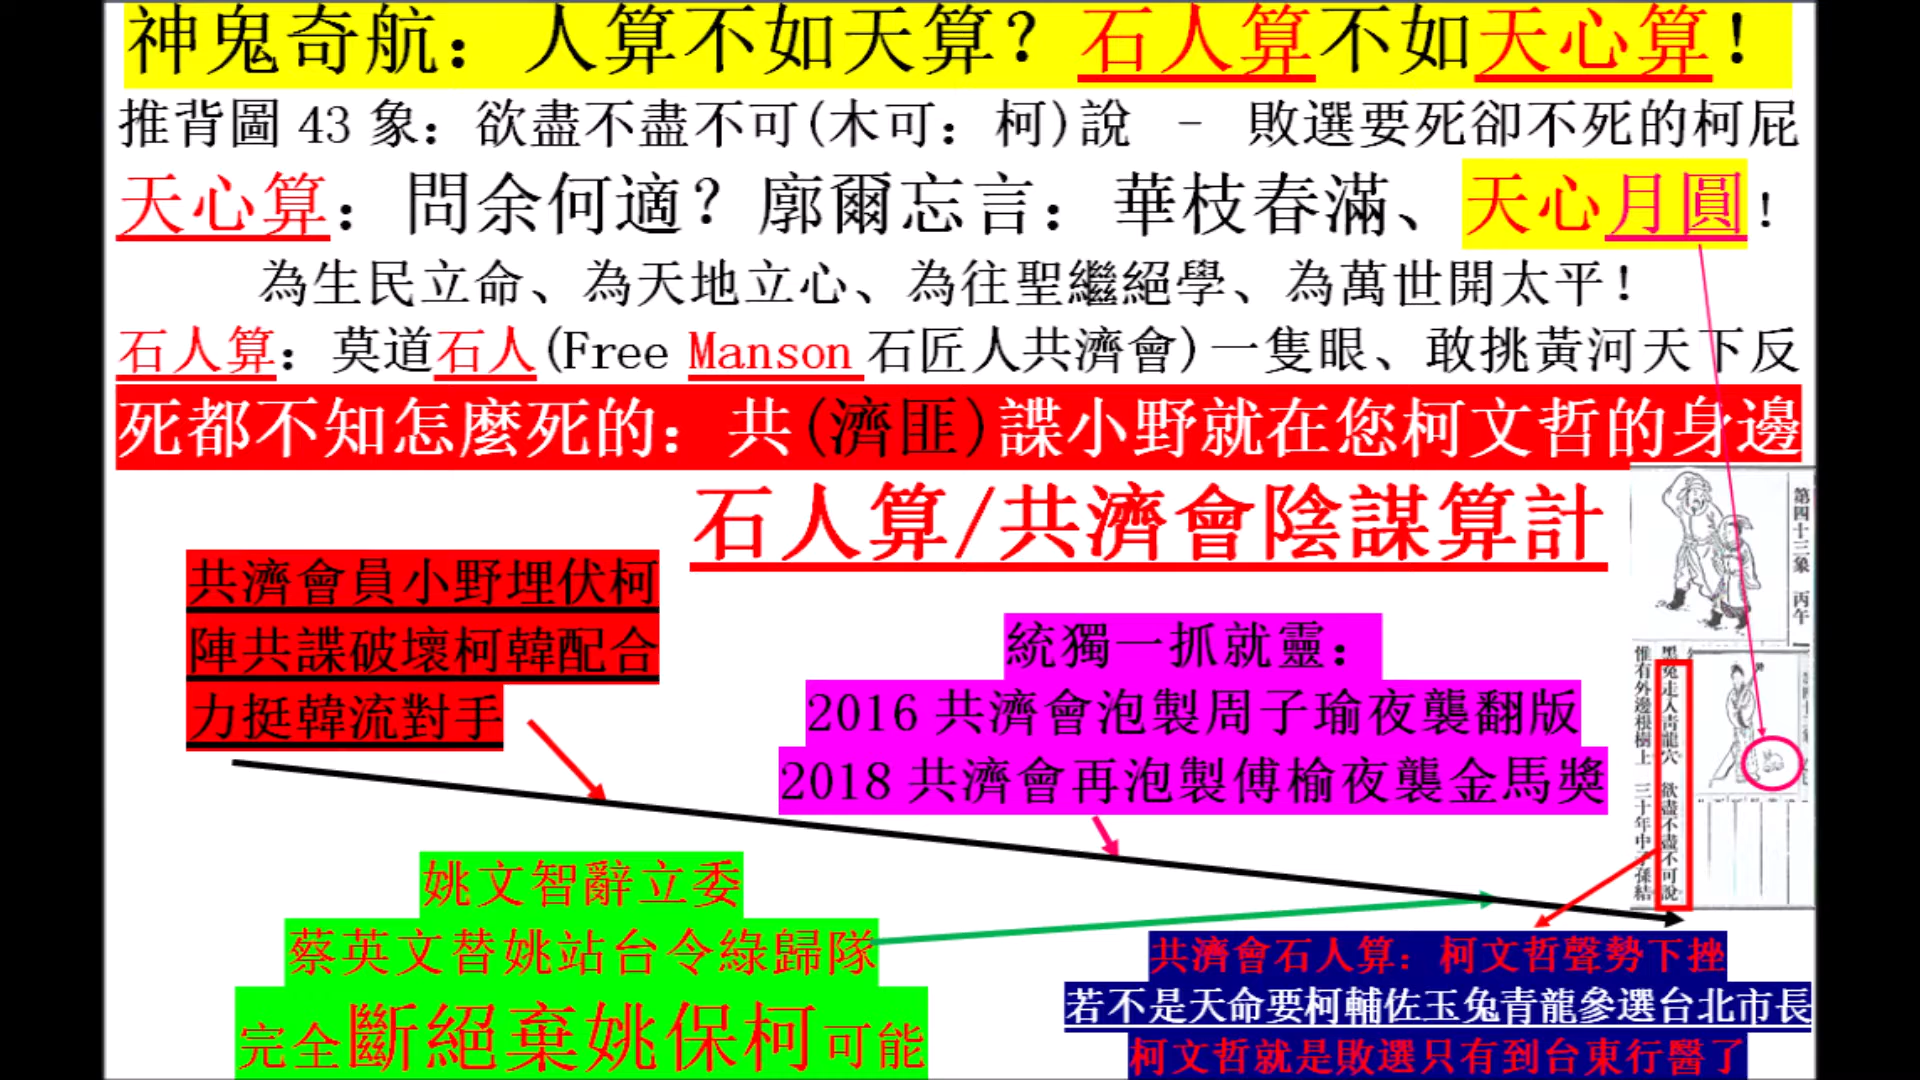 神鬼奇航：人算不如天算？石人算不如天心算！
推背圖 43 象：欲盡不盡不可(木可：柯)說 - 敗選要死卻不死的柯屁
天心算：問余何適？廓爾忘言：華枝春滿、天心月圓！
為生民立命、為天地立心、為往聖繼絕學、為萬世開太平！
石人算：莫道石人(Free Manson 石匠人共濟會)一隻眼、敢挑黃河天下反
死都不知怎麼死的：共(濟匪)諜小野就在您柯文哲的身邊
石人算/共濟會陰謀算計
第四十三象 丙午
共濟會員小野埋伏柯
陣共諜破壞柯韓配合
力挺韓流對手
統獨一抓就靈：
2016 共濟會泡製周子瑜夜襲翻版
2018 共濟會再泡製傅榆夜襲金馬獎
黑兔走入青龍穴 欲盡不盡不可說
惟有外邊根樹上 三十年中子孫結
姚文智辭立委
蔡英文替姚站台令綠歸隊
完全斷絕棄姚保柯可能
共濟會石人算：柯文哲聲勢下挫
若不是天命要柯輔佐玉兔青龍參選台北市長
柯文哲就是敗選只有到台東行醫了